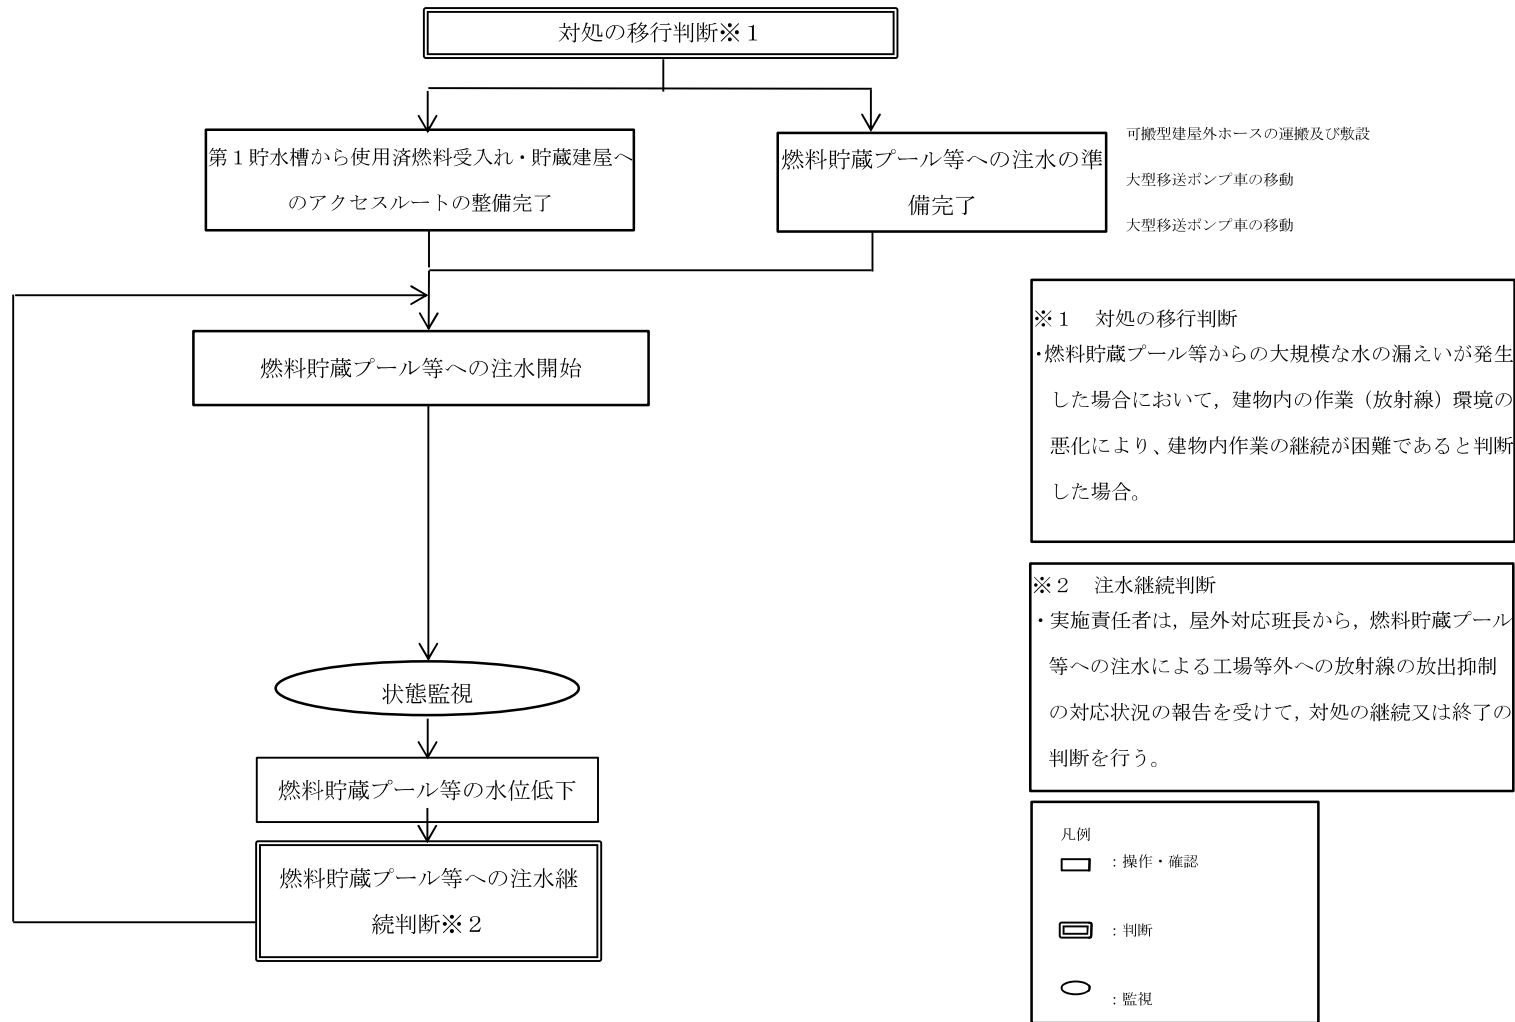 対処の移行判断※１
第１貯水槽から使用済燃料受入れ・貯蔵建屋へ
のアクセスルートの整備完了
燃料貯蔵プール等への注水の準
備完了
可搬型建屋外ホースの運搬及び敷設
大型移送ポンプ車の移動
大型移送ポンプ車の移動
燃料貯蔵プール等への注水開始
状態監視
燃料貯蔵プール等の水位低下
燃料貯蔵プール等への注水継
続判断※２
※１　対処の移行判断
・燃料貯蔵プール等からの大規模な水の漏えいが発生
した場合において，建物内の作業（放射線）環境の
悪化により、建物内作業の継続が困難であると判断
した場合。
※２　注水継続判断
・実施責任者は，屋外対応班長から，燃料貯蔵プール
等への注水による工場等外への放射線の放出抑制
の対応状況の報告を受けて，対処の継続又は終了の
判断を行う。
凡例
：操作・確認
：判断
：監視